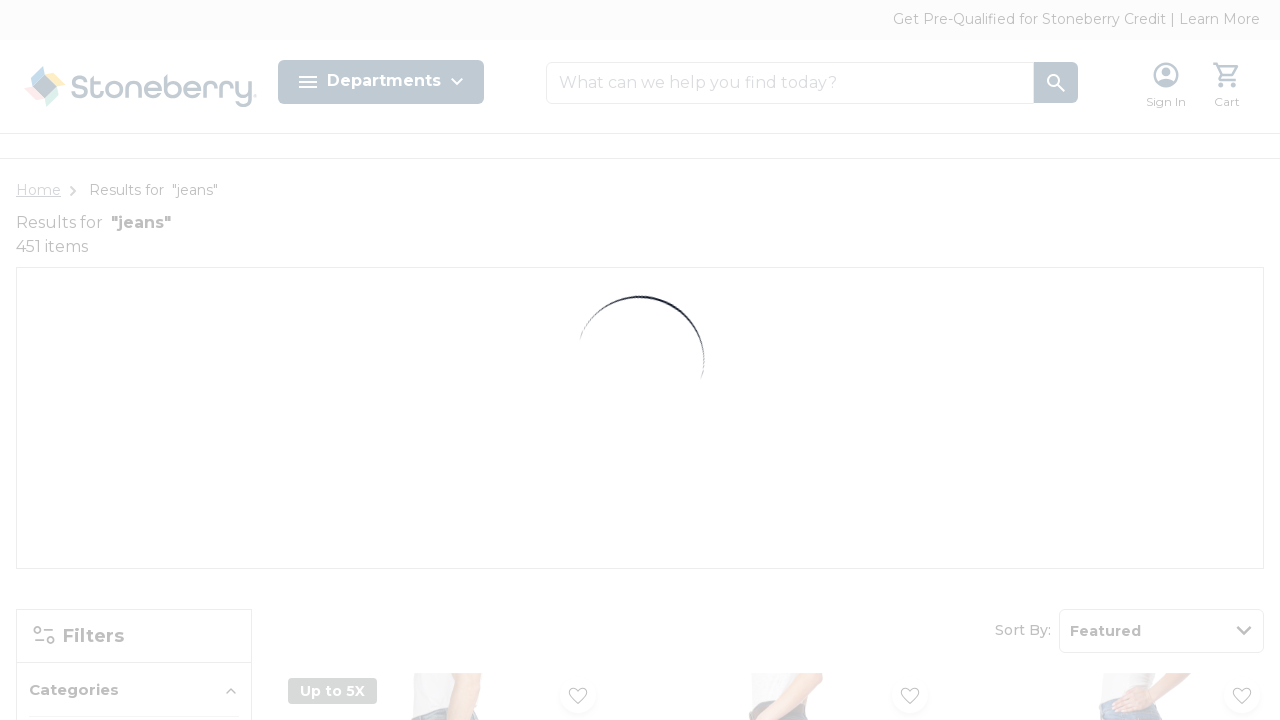 Get Pre-Qualified for Stoneberry Credit | Learn More
Stoneberry
Departments
What can we help you find today?
Sign In
Cart
Home
Results for "jeans"
Results for "jeans"
451 items
Filters
Sort By:
Featured
Categories
Up to 5X